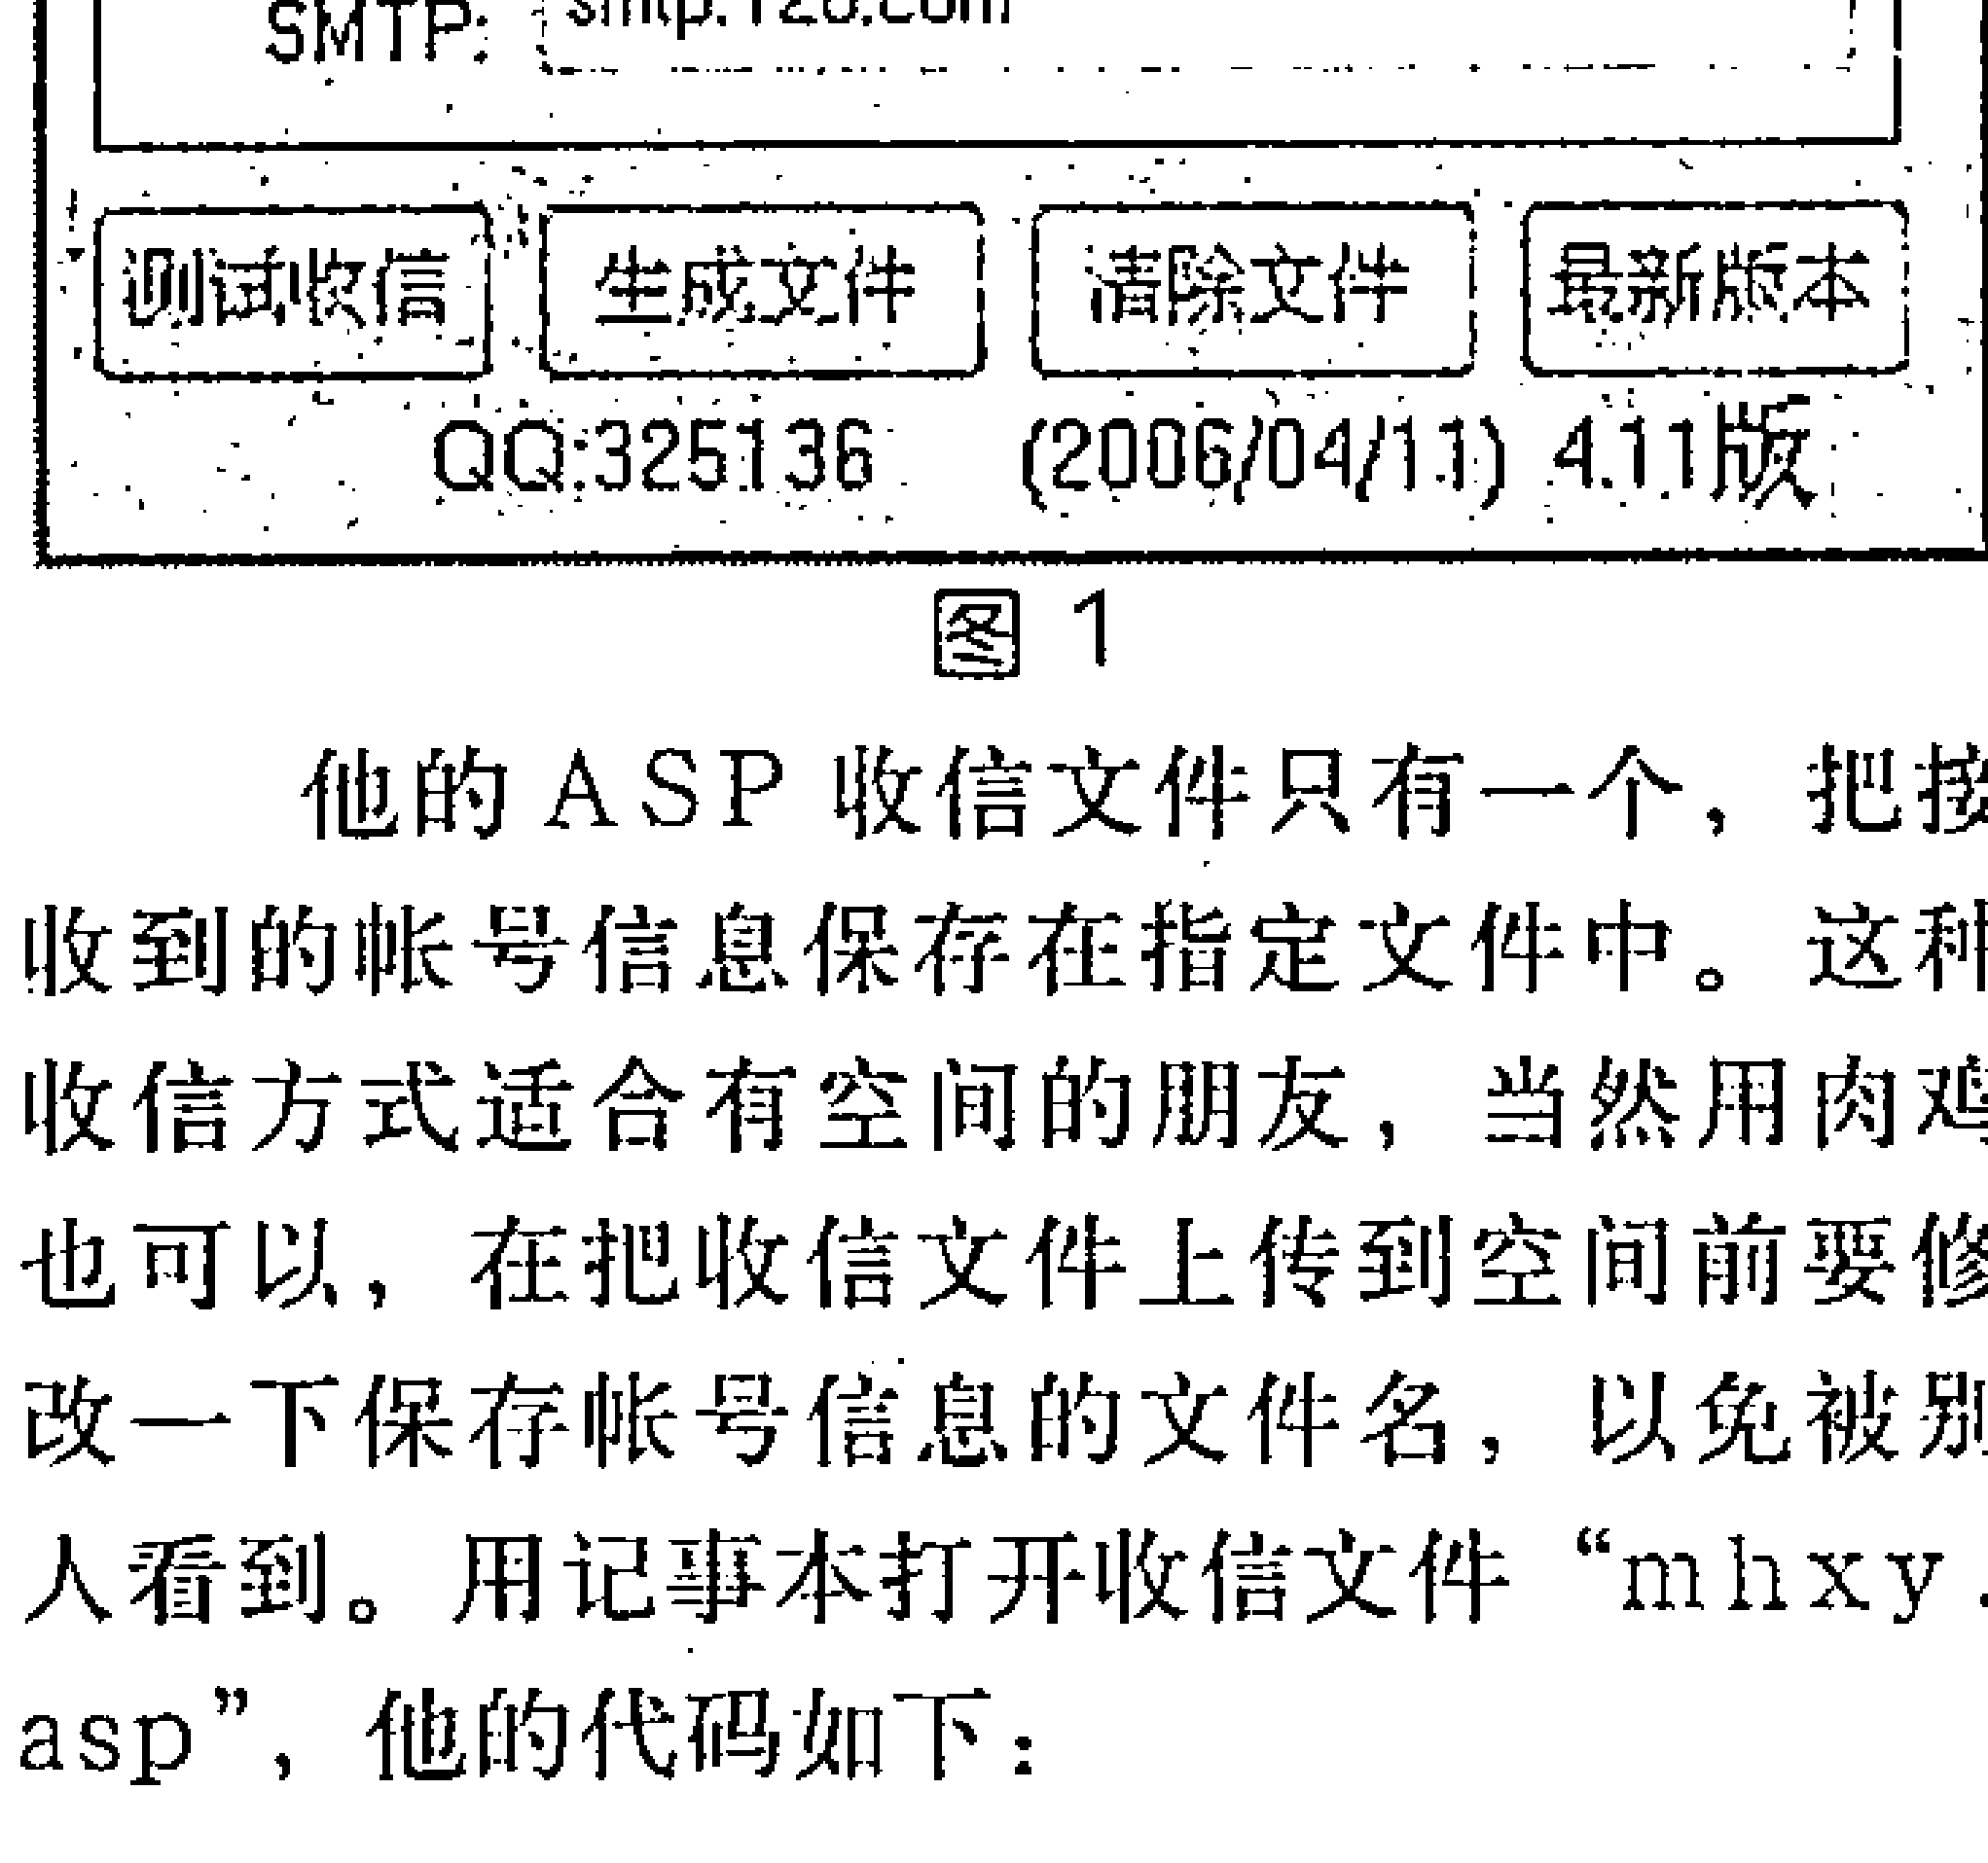 SMTP:
测试收信 生成文件 清除文件 最新版本
QQ:325136 (2006/04/11) 4.11版
图 1
他的 ASP 收信文件只有一个，把接
收到的帐号信息保存在指定文件中。这种
收信方式适合有空间的朋友，当然用肉鸡
也可以，在把收信文件上传到空间前要修
改一下保存帐号信息的文件名，以免被别
人看到。用记事本打开收信文件“mhxy.
asp”，他的代码如下：